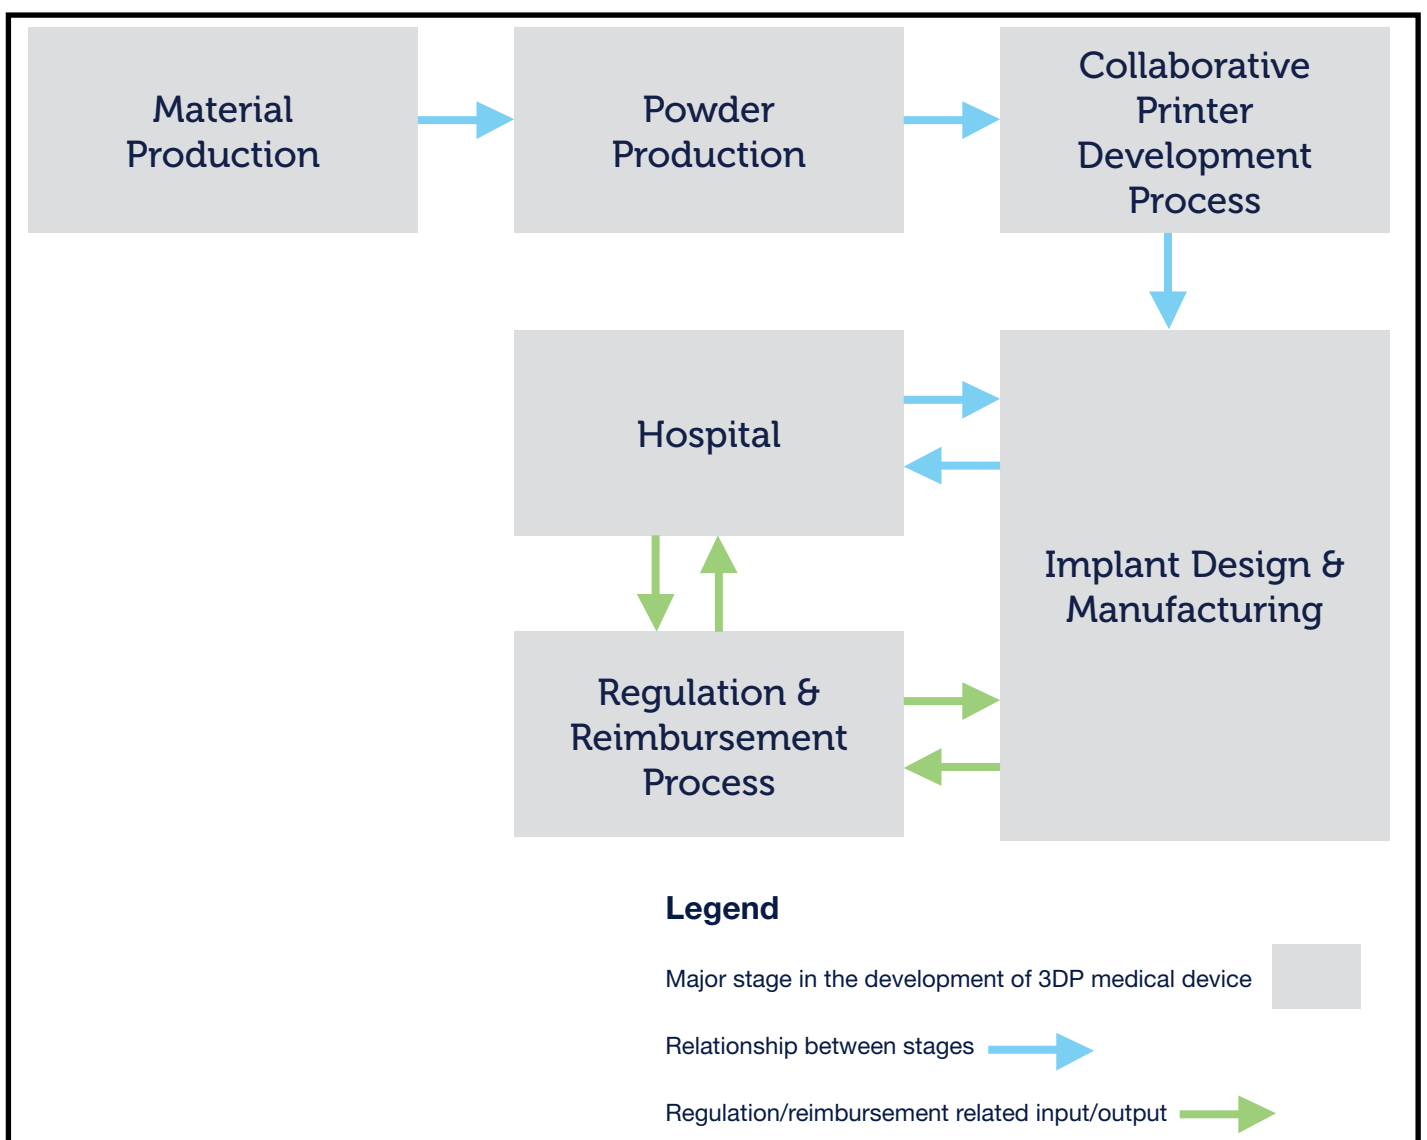 Material
Production
Powder
Production
Collaborative
Printer
Development
Process
Hospital
Implant Design &
Manufacturing
Regulation &
Reimbursement
Process
Legend
Major stage in the development of 3DP medical device
Relationship between stages
Regulation/reimbursement related input/output